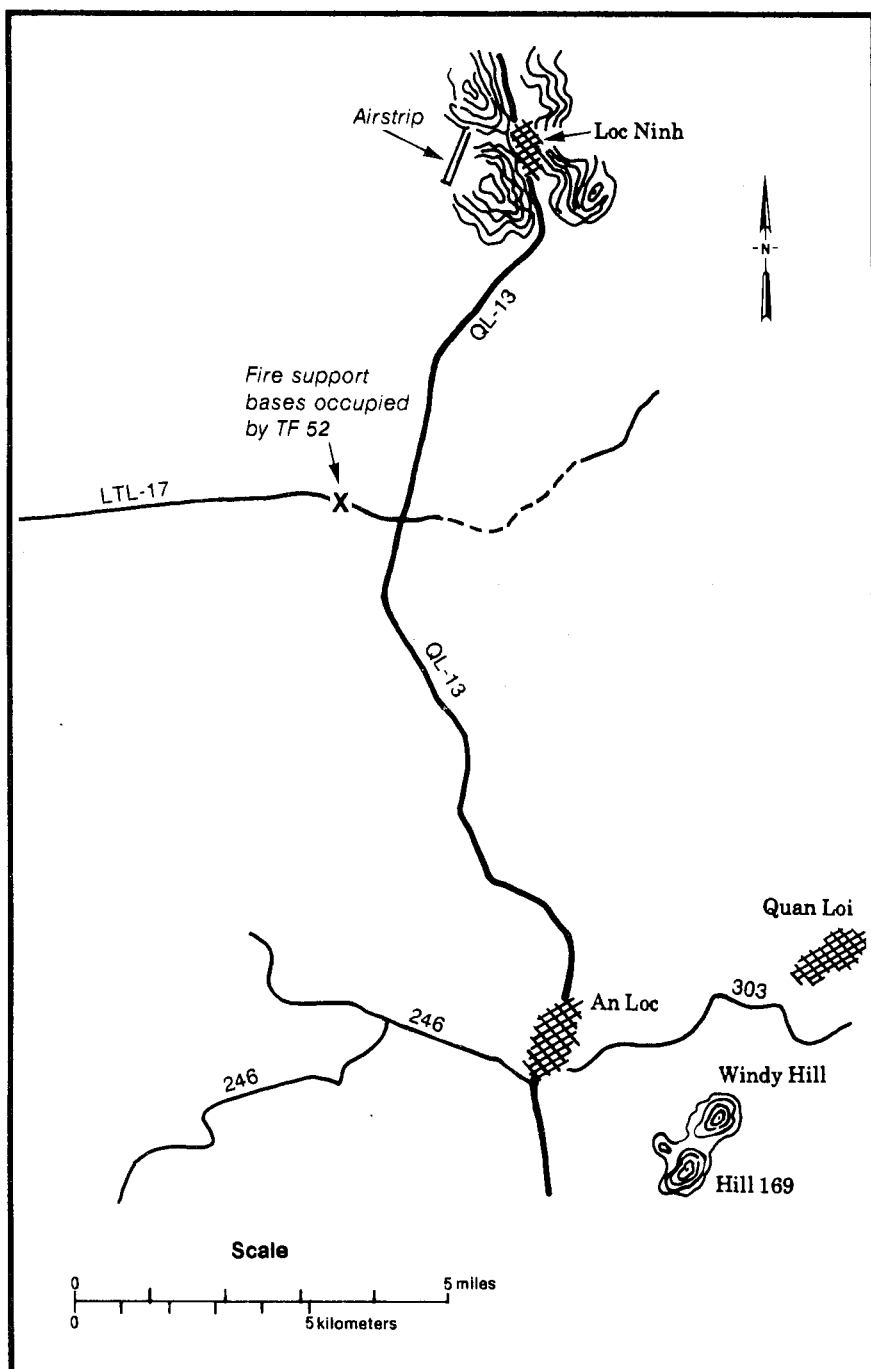 Airstrip
Loc Ninh
-N-
QL-13
Fire support
bases occupied
by TF 52
LTL-17
X
QL-13
Quan Loi
303
An Loc
246
246
Windy Hill
Hill 169
Scale
0 5 miles
0 5 kilometers